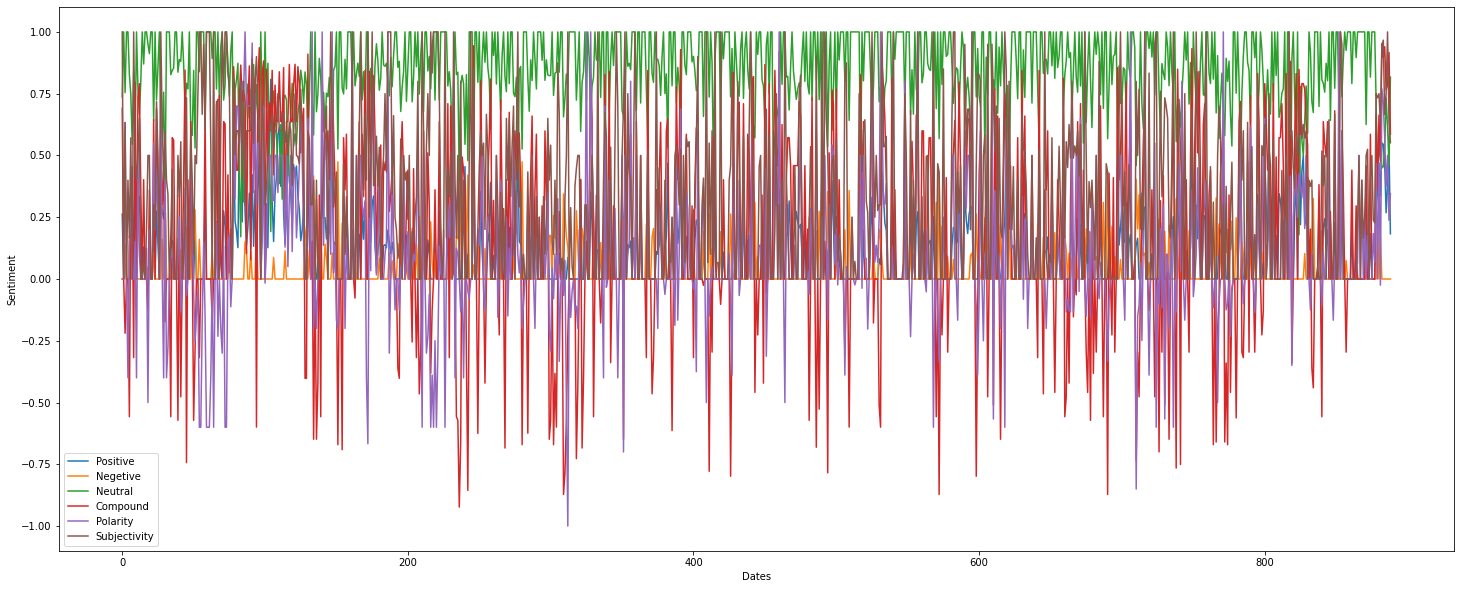 1.00
0.75
0.50
0.25
0.00
−0.25
−0.50
−0.75
−1.00
Sentiment
Positive
Negetive
Neutral
Compound
Polarity
Subjectivity
0
200
400
600
800
Dates